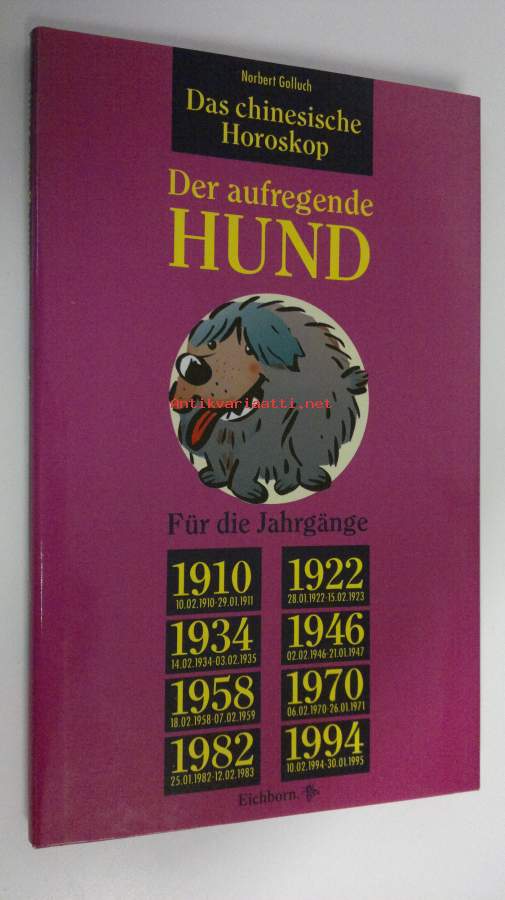 Norbert Golluch
Das chinesische
Horoskop
Der aufregende
HUND
Antikvariaatti.net
Für die Jahrgänge
1910
10.02.1910-29.01.1911
1922
28.01.1922-15.02.1923
1934
14.02.1934-03.02.1935
1946
02.02.1946-21.01.1947
1958
18.02.1958-07.02.1959
1970
06.02.1970-26.01.1971
1982
25.01.1982-12.02.1983
1994
10.02.1994-30.01.1995
Eichborn.